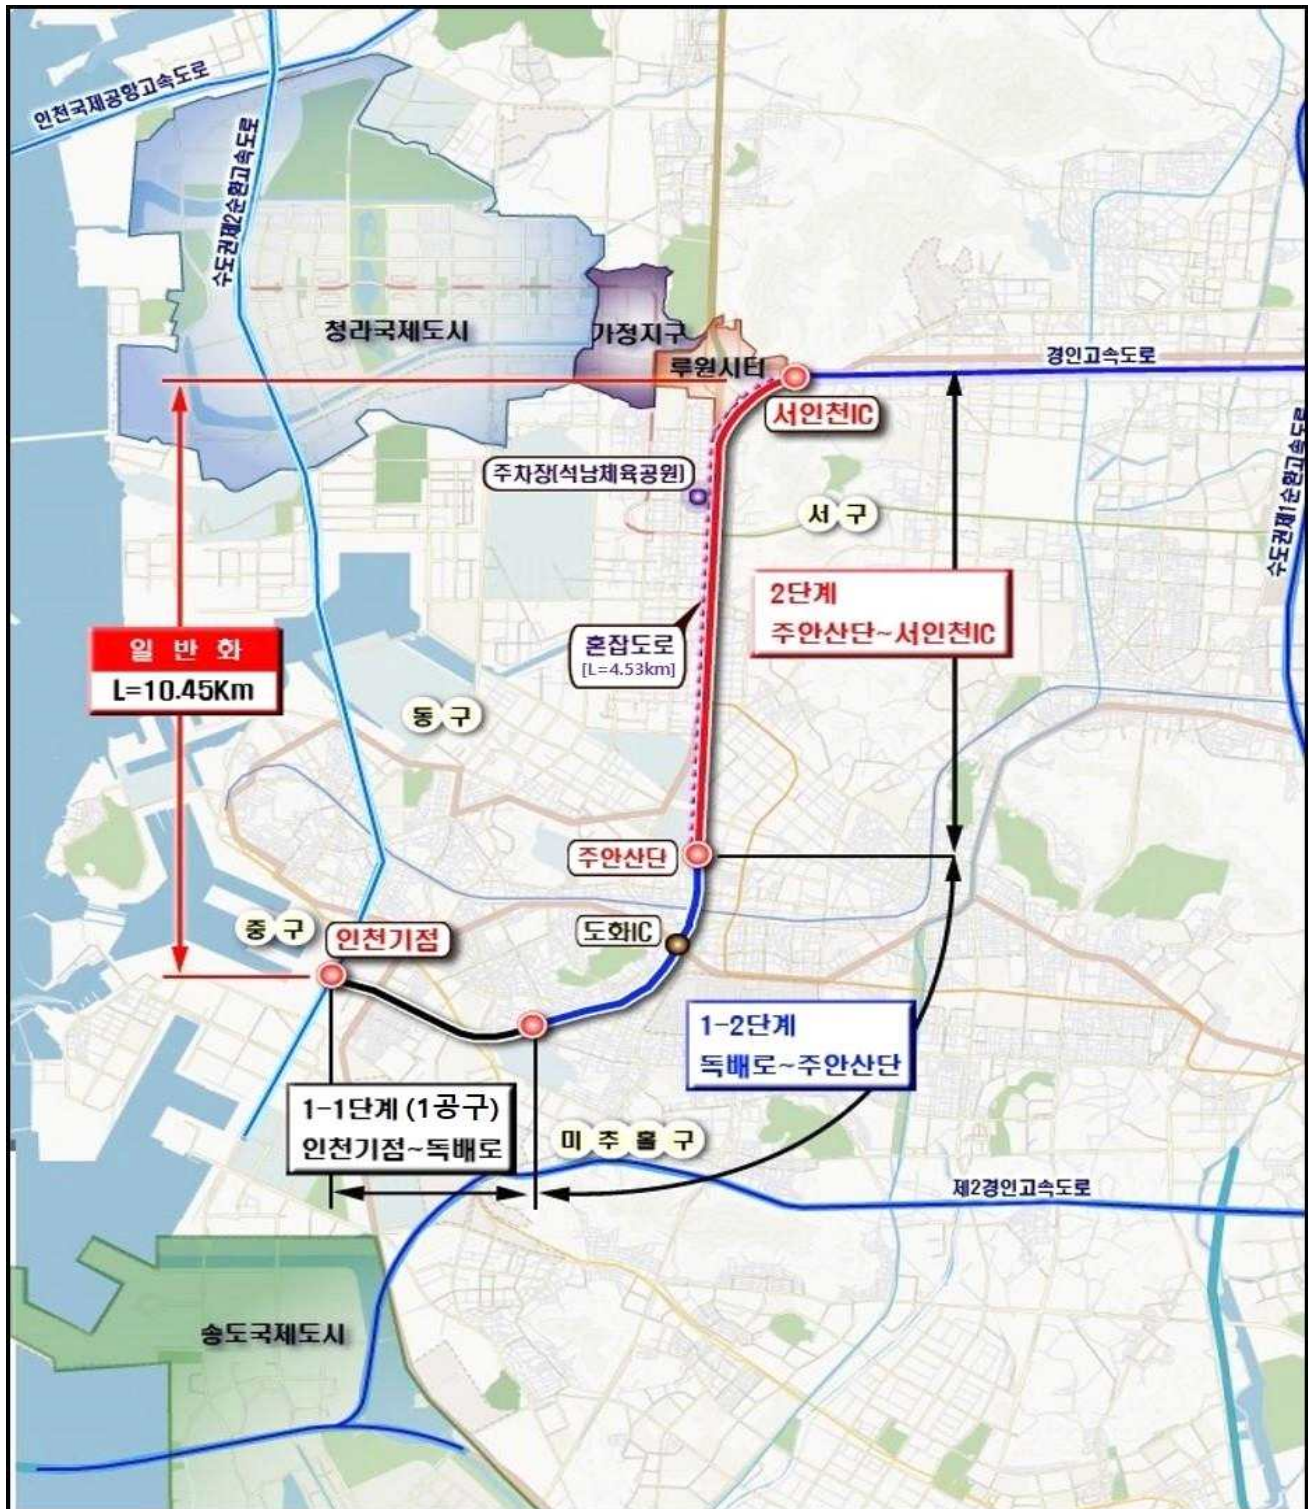 인천국제공항고속도로
수도권제2순환고속도로
청라국제도시
가정지구
루원시티
경인고속도로
서인천IC
수도권제1순환고속도로
주차장(석남체육공원)
서구
2단계
주안산단~서인천IC
혼잡도로
[L=4.53km]
일반화
L=10.45Km
동구
주안산단
중구
인천기점
도화IC
1-2단계
독배로~주안산단
1-1단계 (1공구)
인천기점~독배로
미추홀구
제2경인고속도로
송도국제도시